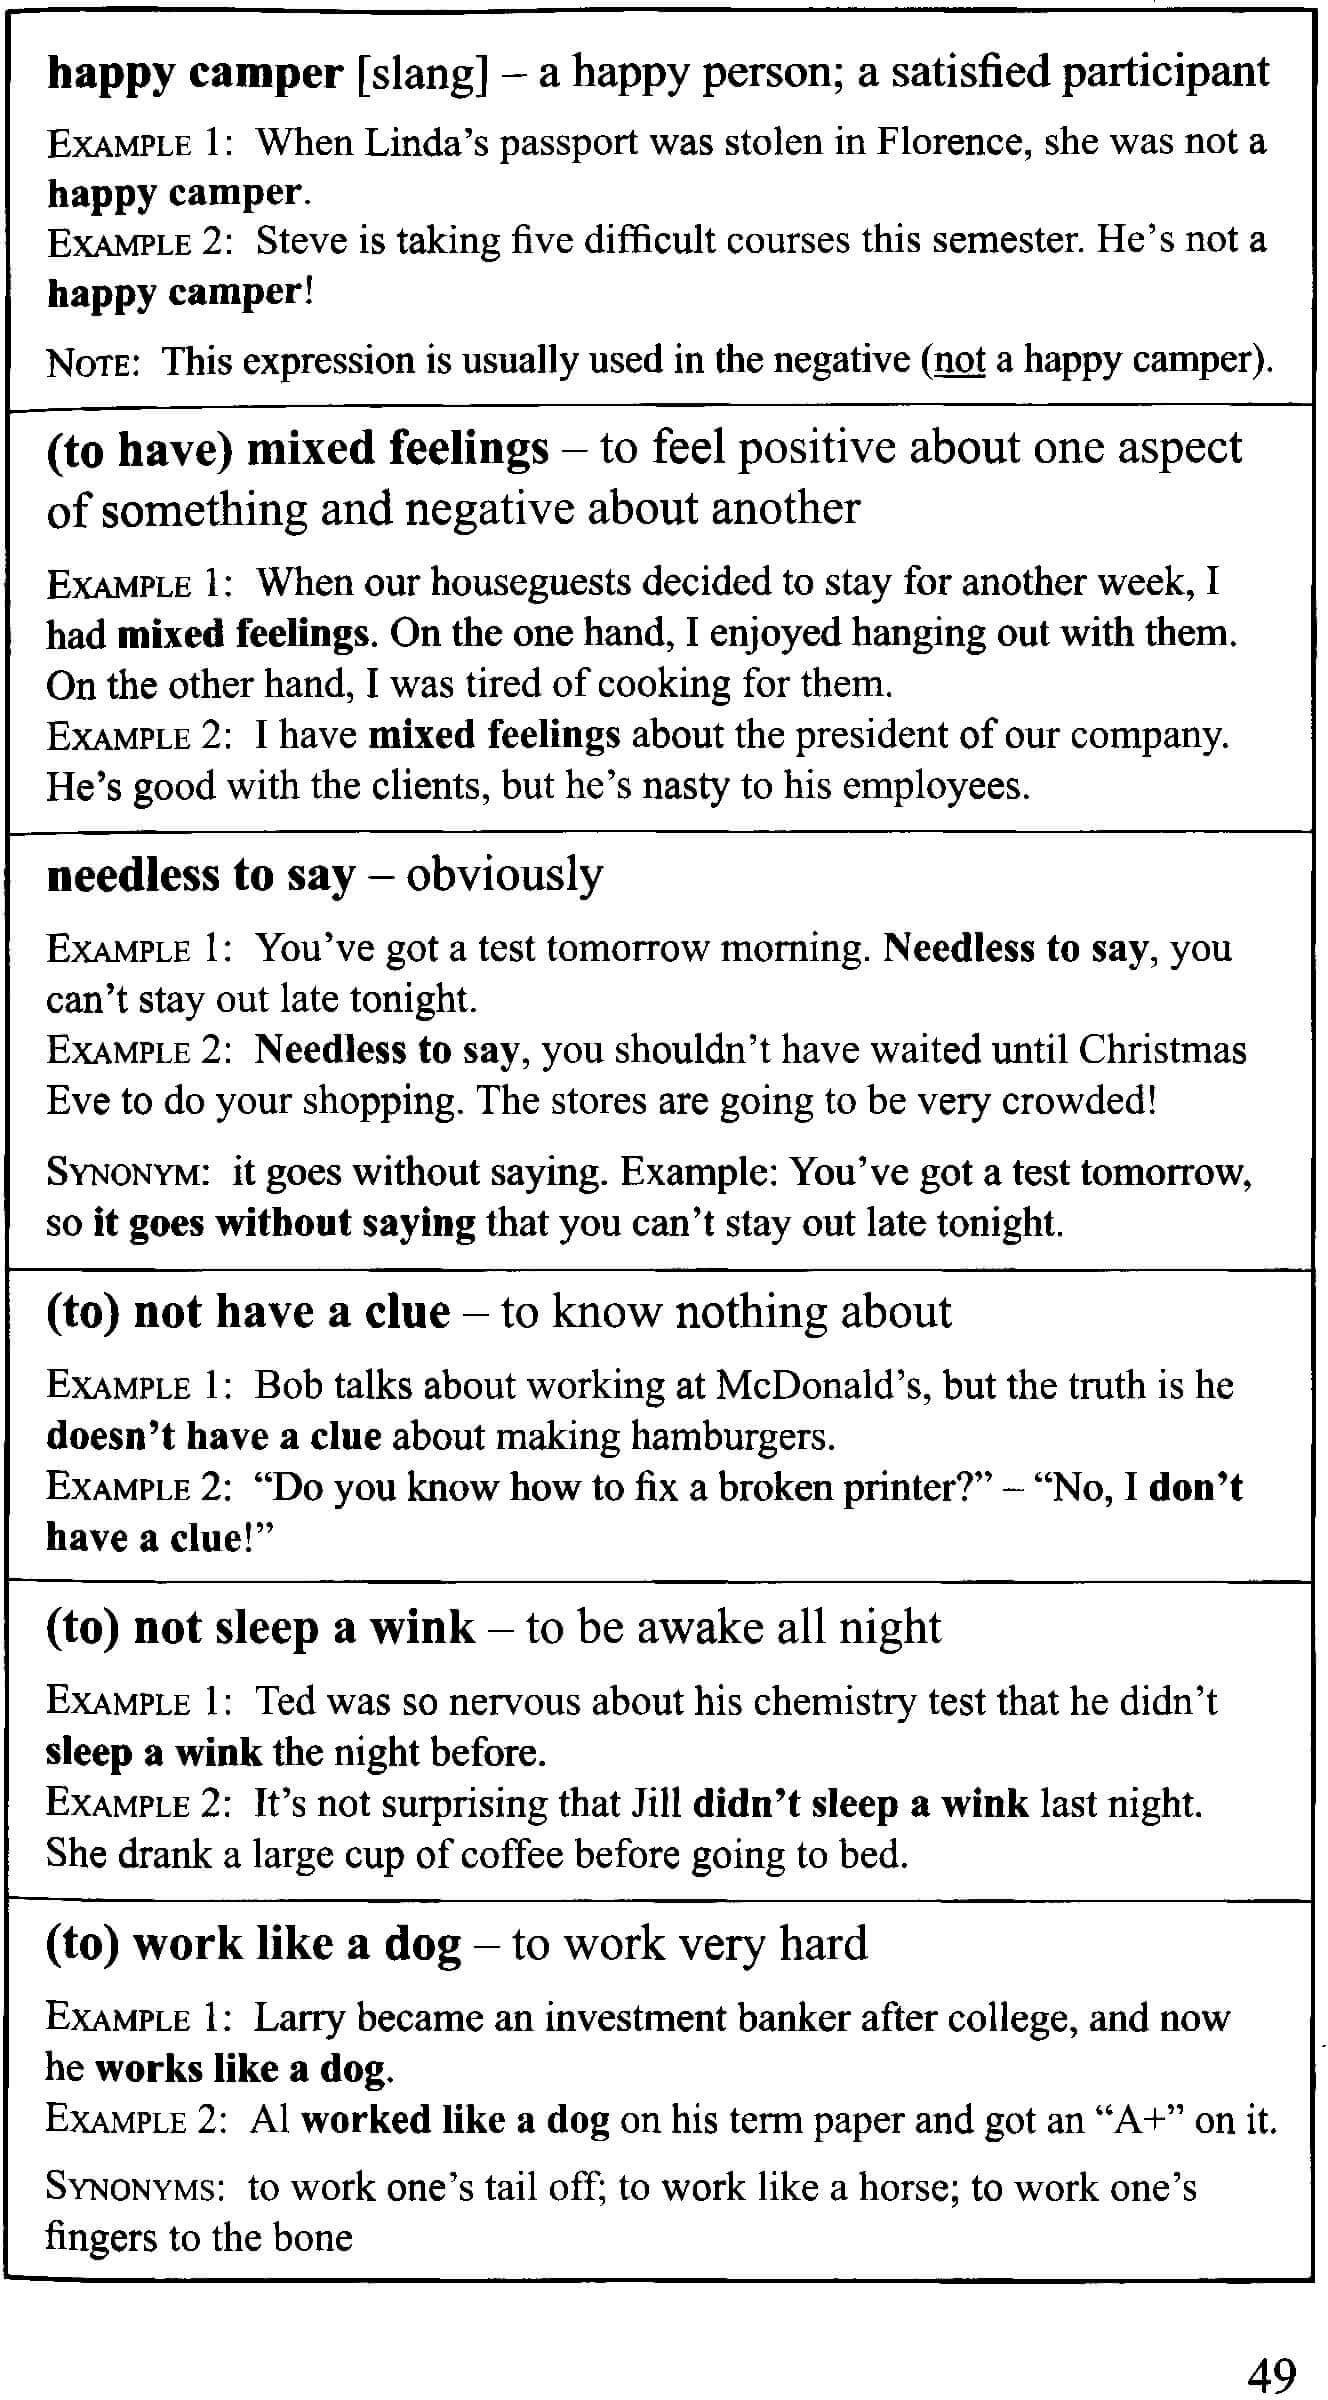 happy camper [slang] – a happy person; a satisfied participant
EXAMPLE 1: When Linda’s passport was stolen in Florence, she was not a
happy camper.
EXAMPLE 2: Steve is taking five difficult courses this semester. He’s not a
happy camper!
NOTE: This expression is usually used in the negative (not a happy camper).
(to have) mixed feelings – to feel positive about one aspect
of something and negative about another
EXAMPLE 1: When our houseguests decided to stay for another week, I
had mixed feelings. On the one hand, I enjoyed hanging out with them.
On the other hand, I was tired of cooking for them.
EXAMPLE 2: I have mixed feelings about the president of our company.
He’s good with the clients, but he’s nasty to his employees.
needless to say – obviously
EXAMPLE 1: You’ve got a test tomorrow morning. Needless to say, you
can’t stay out late tonight.
EXAMPLE 2: Needless to say, you shouldn’t have waited until Christmas
Eve to do your shopping. The stores are going to be very crowded!
SYNONYM: it goes without saying. Example: You’ve got a test tomorrow,
so it goes without saying that you can’t stay out late tonight.
(to) not have a clue – to know nothing about
EXAMPLE 1: Bob talks about working at McDonald’s, but the truth is he
doesn’t have a clue about making hamburgers.
EXAMPLE 2: “Do you know how to fix a broken printer?” – “No, I don’t
have a clue!”
(to) not sleep a wink – to be awake all night
EXAMPLE 1: Ted was so nervous about his chemistry test that he didn’t
sleep a wink the night before.
EXAMPLE 2: It’s not surprising that Jill didn’t sleep a wink last night.
She drank a large cup of coffee before going to bed.
(to) work like a dog – to work very hard
EXAMPLE 1: Larry became an investment banker after college, and now
he works like a dog.
EXAMPLE 2: Al worked like a dog on his term paper and got an “A+” on it.
SYNONYMS: to work one’s tail off; to work like a horse; to work one’s
fingers to the bone
49